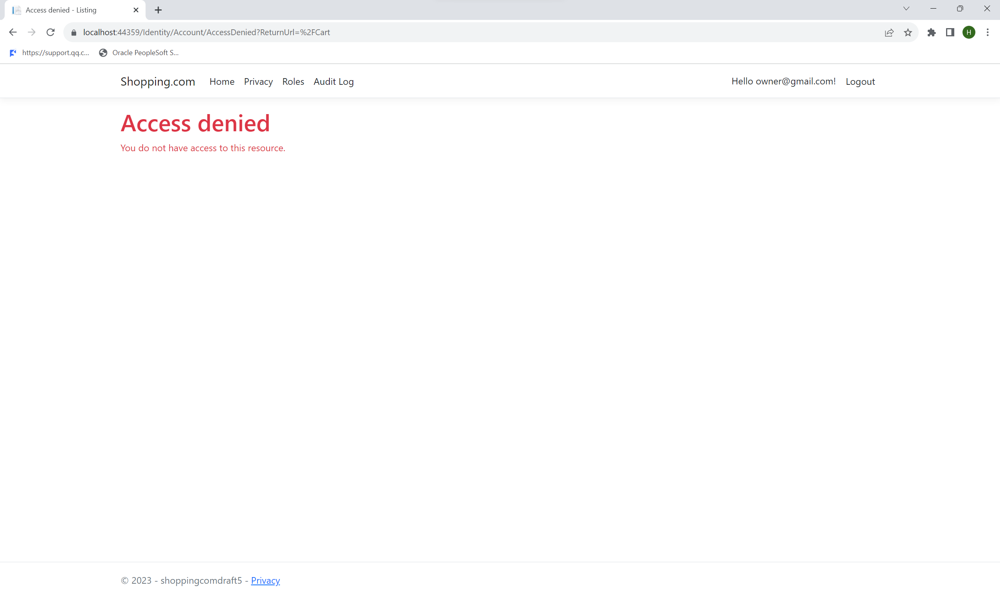 Access denied - Listing
localhost:44359/Identity/Account/AccessDenied?ReturnUrl=%2FCart
H
https://support.qq.c... Oracle PeopleSoft S...
Shopping.com Home Privacy Roles Audit Log Hello owner@gmail.com! Logout
Access denied
You do not have access to this resource.
© 2023 - shoppingcomdraft5 - Privacy